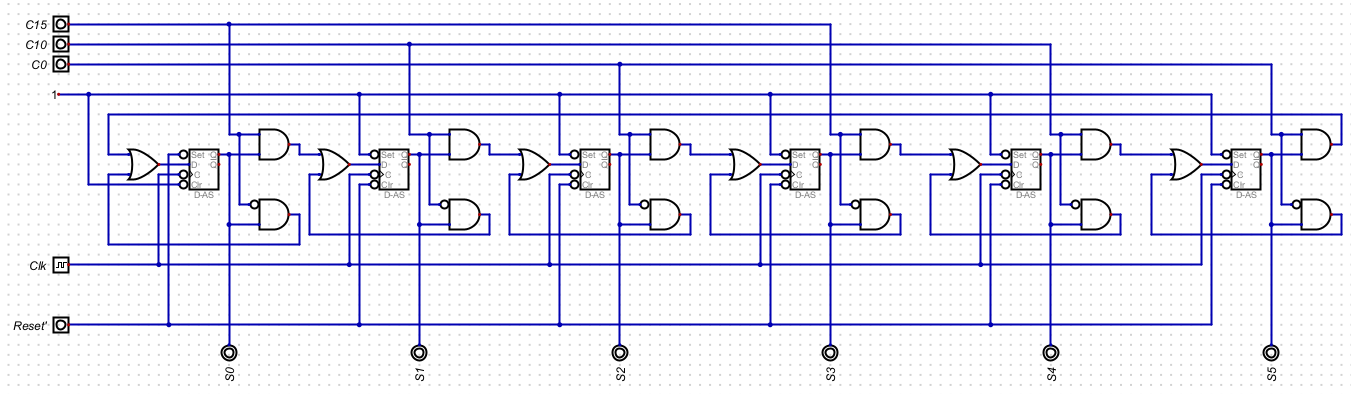 C15
C10
C0
1
Set Q
D Q
C
Clr
D-AS
Set Q
D Q
C
Clr
D-AS
Set Q
D Q
C
Clr
D-AS
Set Q
D Q
C
Clr
D-AS
Set Q
D Q
C
Clr
D-AS
Set Q
D Q
C
Clr
D-AS
Clk
Reset'
S0
S1
S2
S3
S4
S5